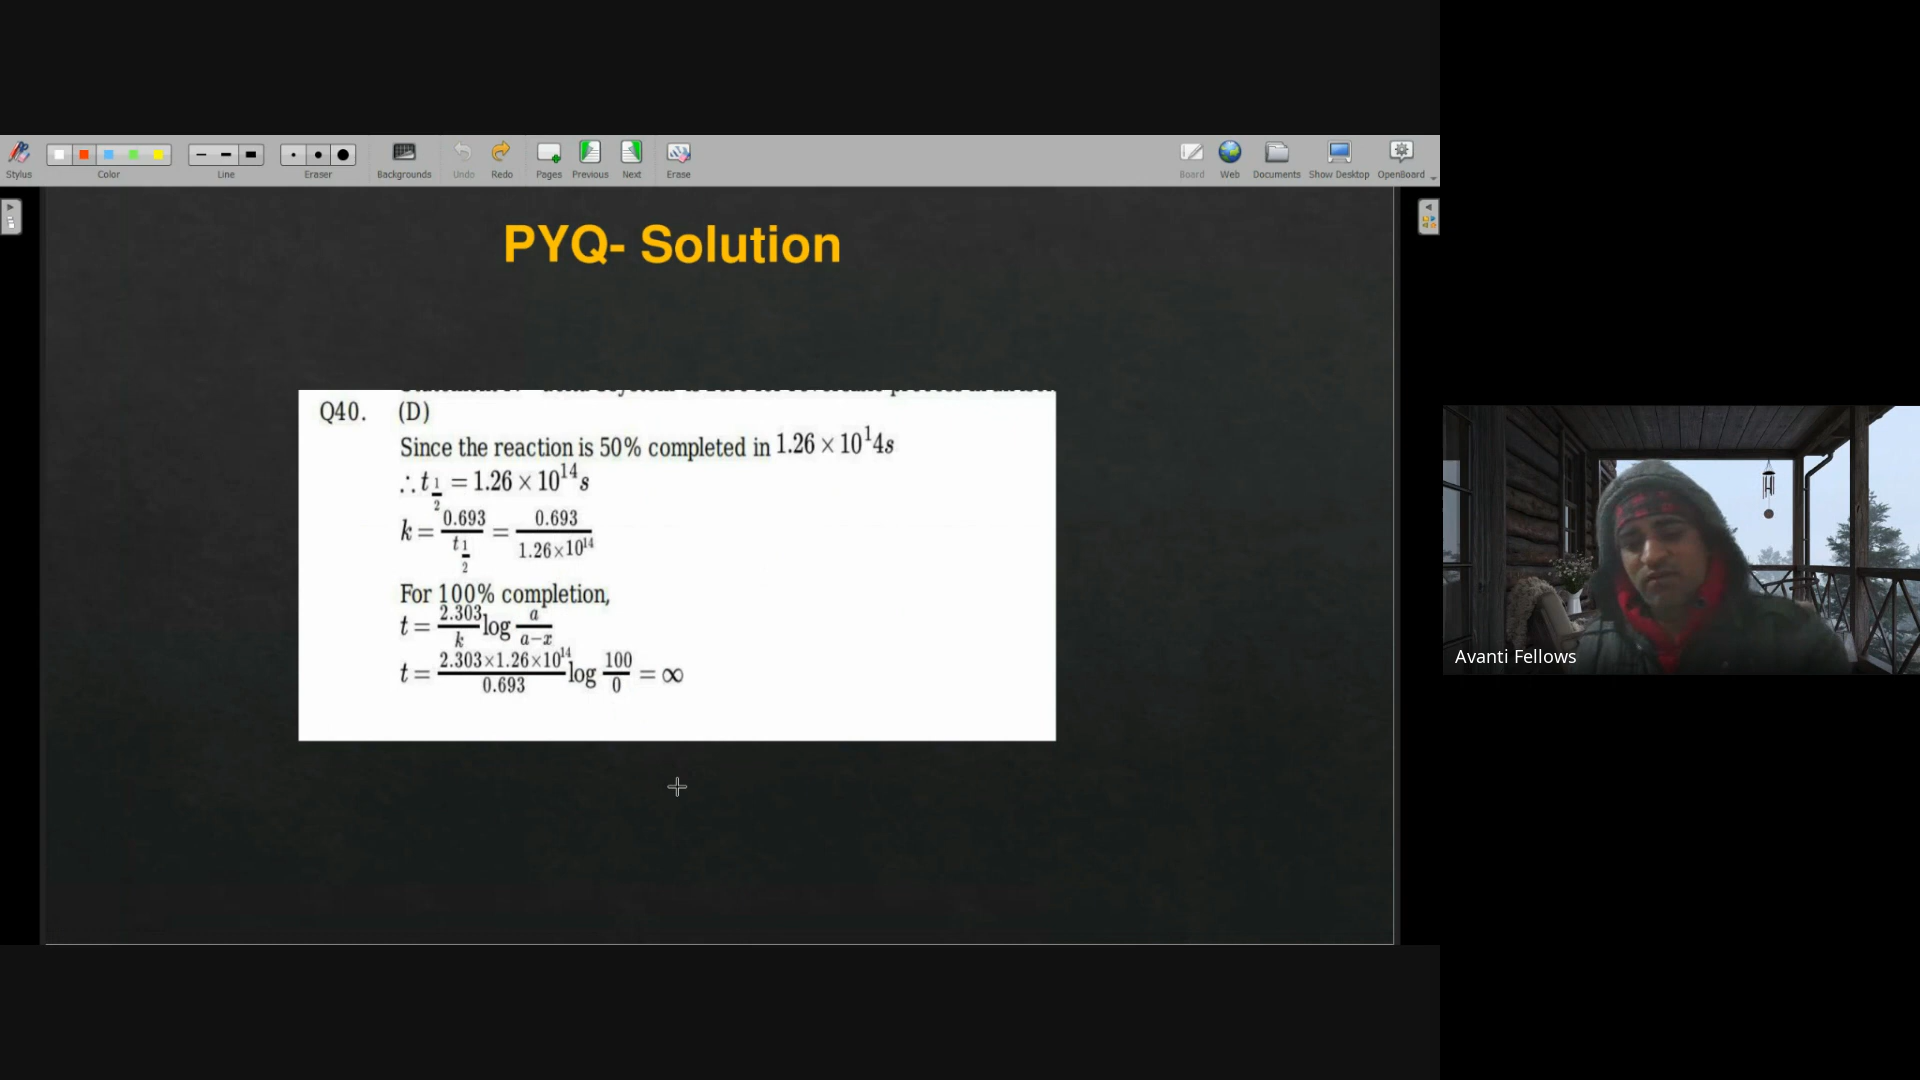 Stylus Color Line Eraser Backgrounds Undo Redo Pages Previous Next Erase Board Web Documents Show Desktop OpenBoard
PYQ- Solution
Q40. (D)
Since the reaction is 50% completed in 1.26 × 10¹4s
∴ t 1/2 = 1.26 × 10¹⁴ s
k = 0.693 / t 1/2 = 0.693 / 1.26×10¹⁴
For 100% completion,
t = 2.303/k log a/a−x
t = 2.303×1.26×10¹⁴ / 0.693 log 100/0 = ∞
Avanti Fellows